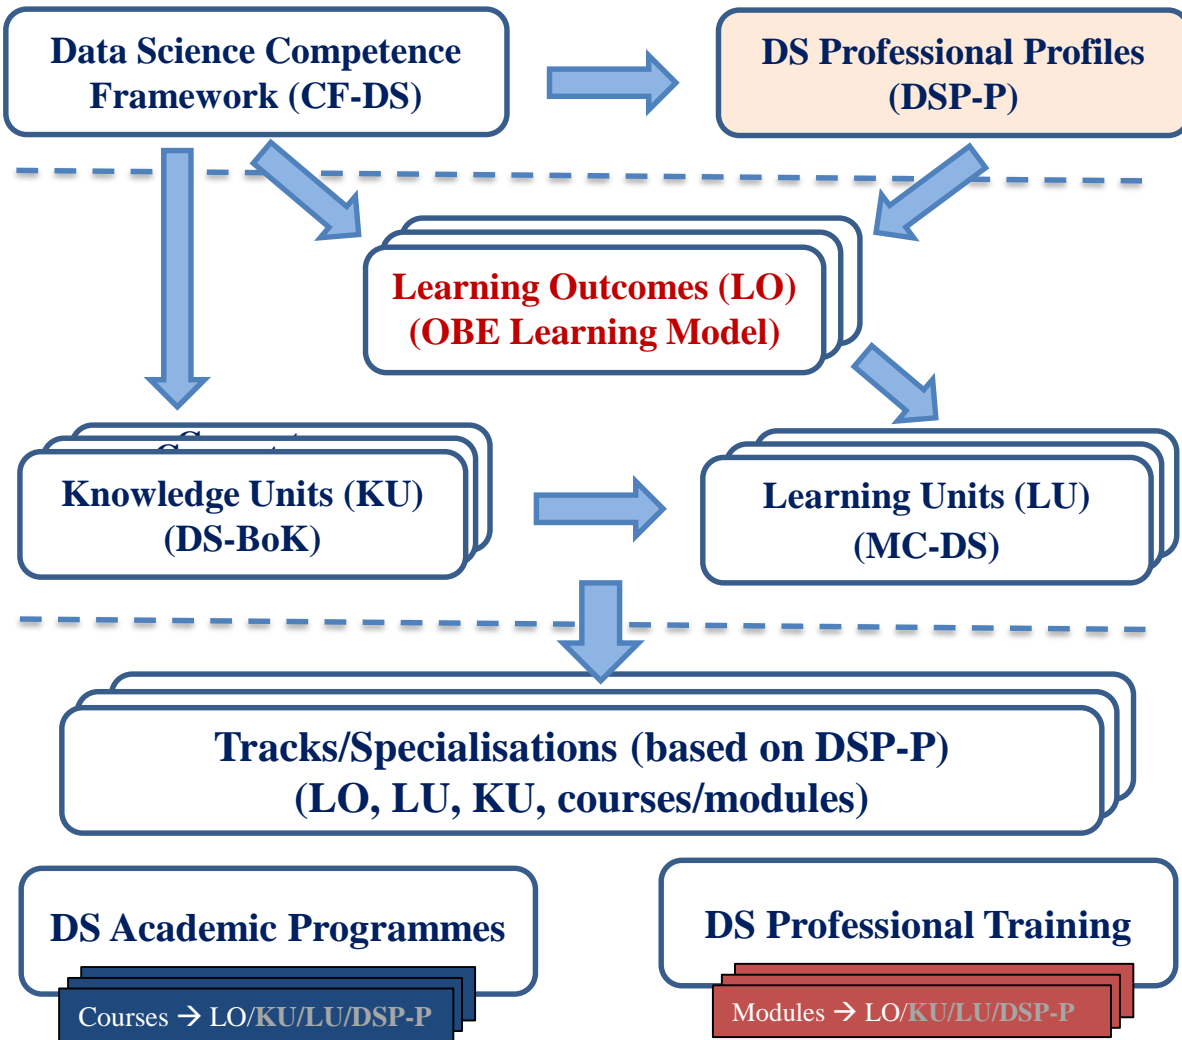 Data Science Competence
Framework (CF-DS)
DS Professional Profiles
(DSP-P)
Learning Outcomes (LO)
(OBE Learning Model)
Knowledge Units (KU)
(DS-BoK)
Learning Units (LU)
(MC-DS)
Tracks/Specialisations (based on DSP-P)
(LO, LU, KU, courses/modules)
DS Academic Programmes
Courses → LO/KU/LU/DSP-P
DS Professional Training
Modules → LO/KU/LU/DSP-P